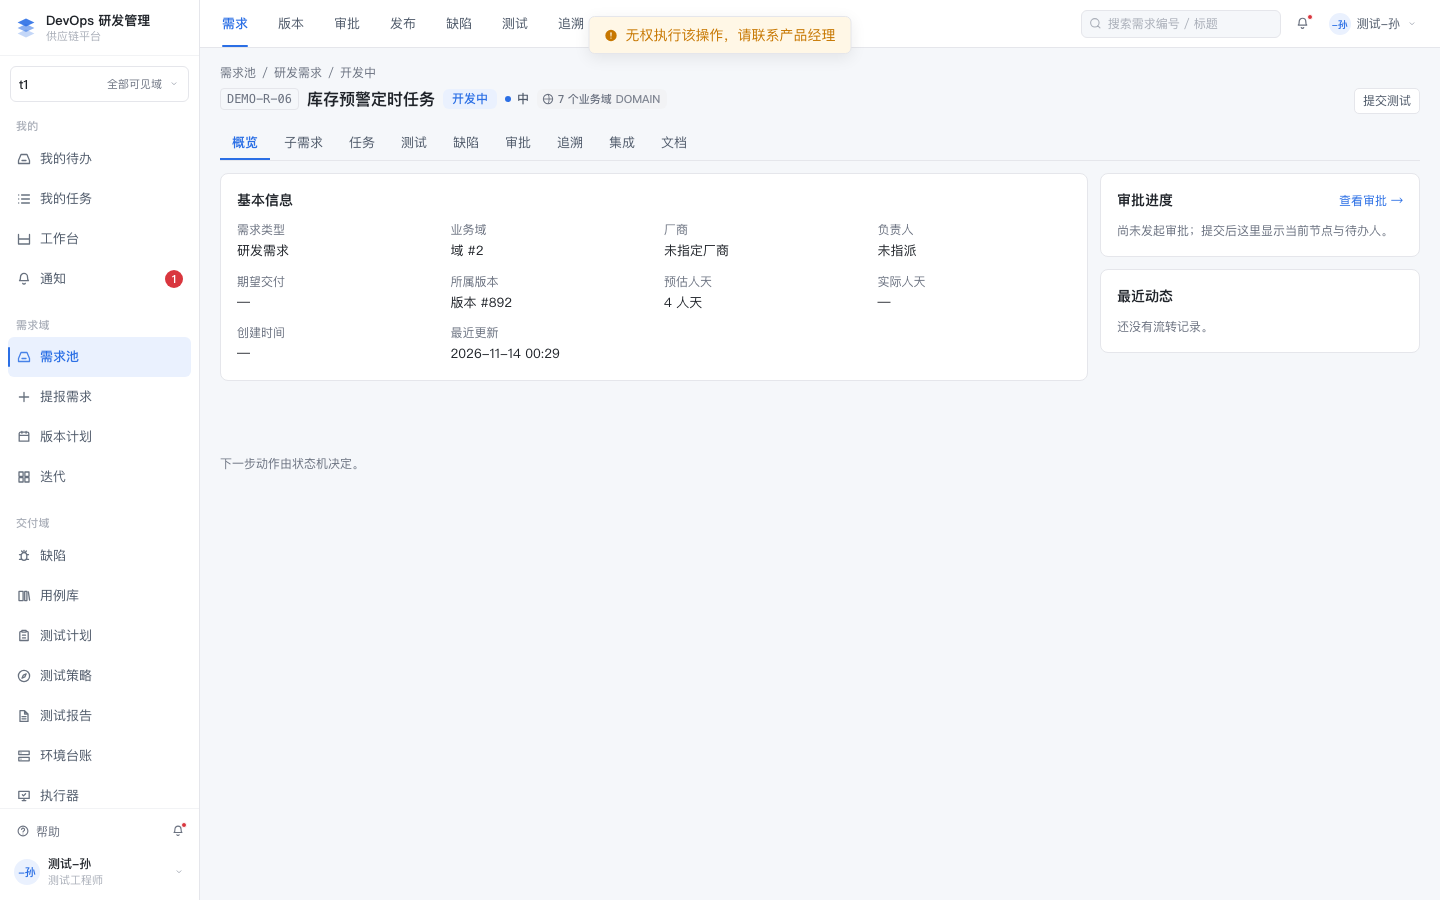 DevOps 研发管理
供应链平台
t1
全部可见域
我的
我的待办
我的任务
工作台
通知
1
需求域
需求池
提报需求
版本计划
迭代
交付域
缺陷
用例库
测试计划
测试策略
测试报告
环境台账
执行器
帮助
-孙
测试-孙
测试工程师
需求
版本
审批
发布
缺陷
测试
追溯
无权执行该操作，请联系产品经理
搜索需求编号 / 标题
-孙
测试-孙
需求池 / 研发需求 / 开发中
DEMO-R-06
库存预警定时任务
开发中
中
7 个业务域 DOMAIN
提交测试
概览
子需求
任务
测试
缺陷
审批
追溯
集成
文档
基本信息
需求类型
业务域
厂商
负责人
研发需求
域 #2
未指定厂商
未指派
期望交付
所属版本
预估人天
实际人天
—
版本 #892
4 人天
—
创建时间
最近更新
—
2026-11-14 00:29
审批进度
查看审批 →
尚未发起审批；提交后这里显示当前节点与待办人。
最近动态
还没有流转记录。
下一步动作由状态机决定。